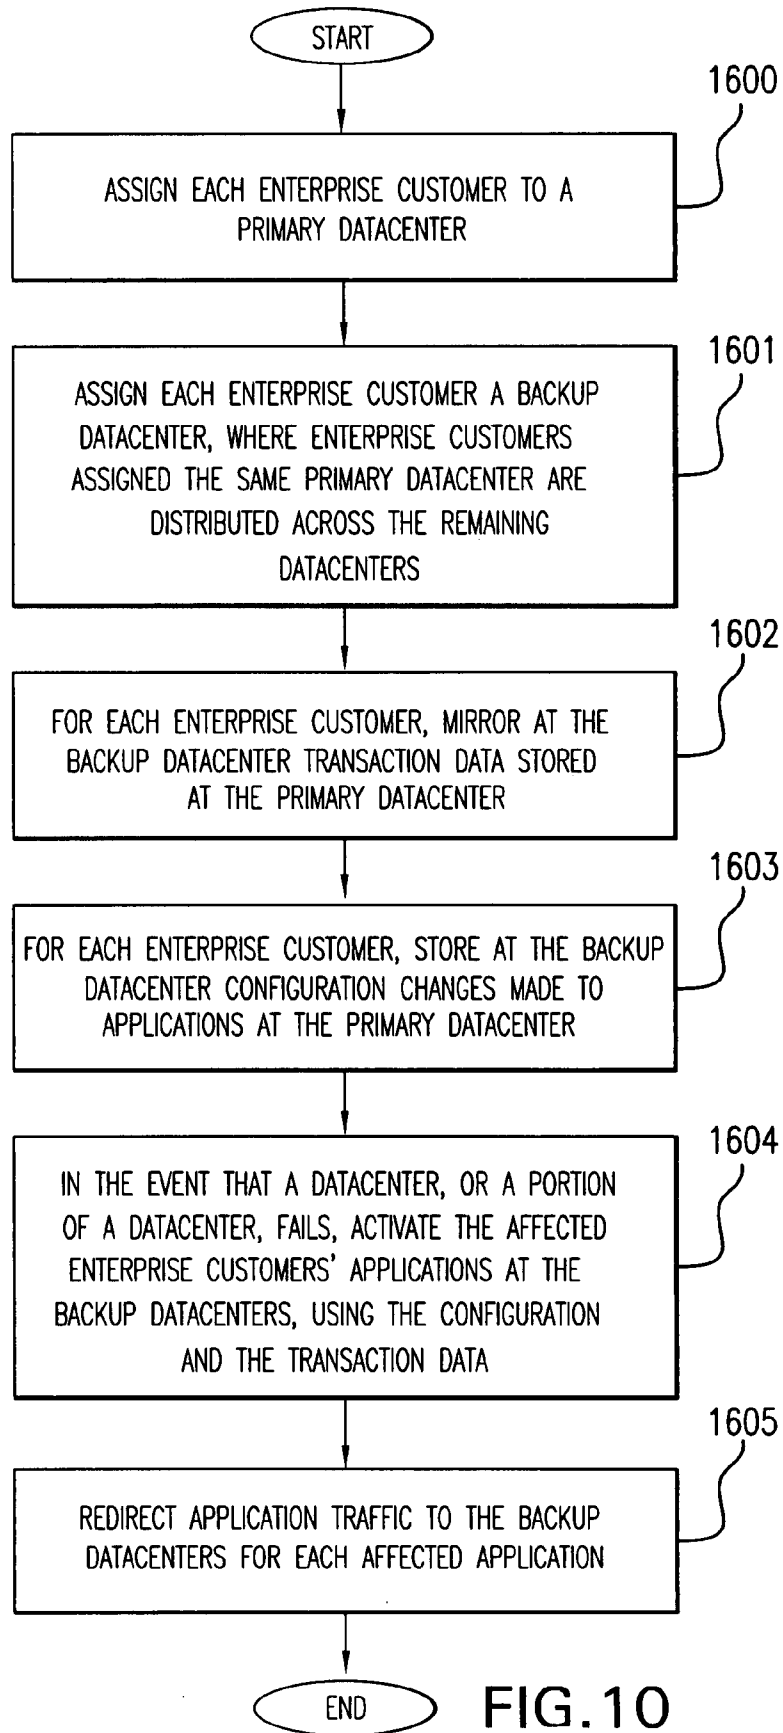 START
1600
ASSIGN EACH ENTERPRISE CUSTOMER TO A
PRIMARY DATACENTER
1601
ASSIGN EACH ENTERPRISE CUSTOMER A BACKUP
DATACENTER, WHERE ENTERPRISE CUSTOMERS
ASSIGNED THE SAME PRIMARY DATACENTER ARE
DISTRIBUTED ACROSS THE REMAINING
DATACENTERS
1602
FOR EACH ENTERPRISE CUSTOMER, MIRROR AT THE
BACKUP DATACENTER TRANSACTION DATA STORED
AT THE PRIMARY DATACENTER
1603
FOR EACH ENTERPRISE CUSTOMER, STORE AT THE BACKUP
DATACENTER CONFIGURATION CHANGES MADE TO
APPLICATIONS AT THE PRIMARY DATACENTER
1604
IN THE EVENT THAT A DATACENTER, OR A PORTION
OF A DATACENTER, FAILS, ACTIVATE THE AFFECTED
ENTERPRISE CUSTOMERS' APPLICATIONS AT THE
BACKUP DATACENTERS, USING THE CONFIGURATION
AND THE TRANSACTION DATA
1605
REDIRECT APPLICATION TRAFFIC TO THE BACKUP
DATACENTERS FOR EACH AFFECTED APPLICATION
END
FIG.10